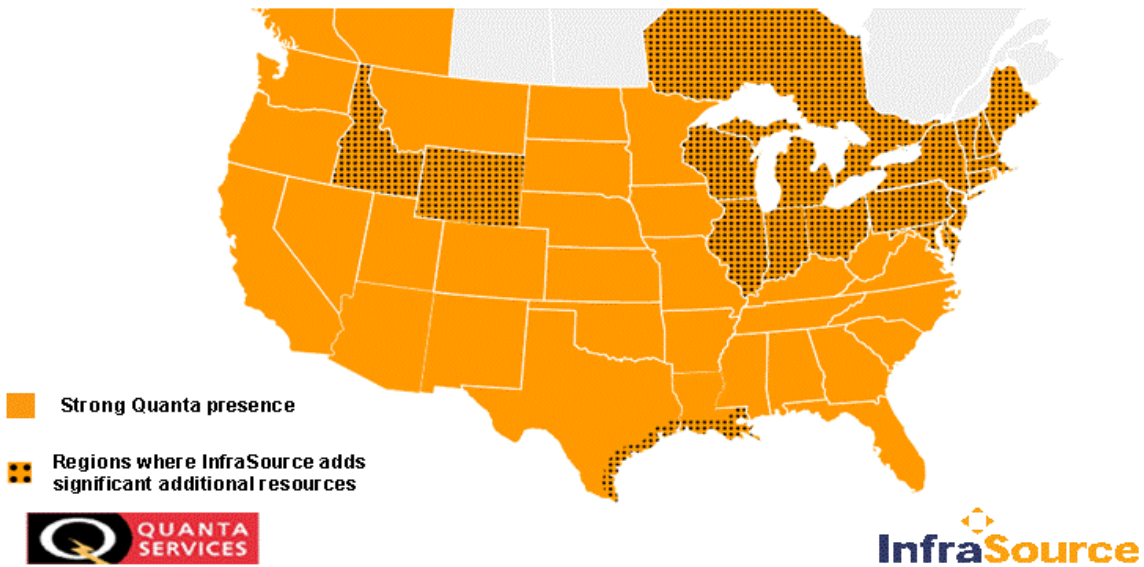 Strong Quanta presence
Regions where InfraSource adds
significant additional resources
QUANTA
SERVICES
InfraSource